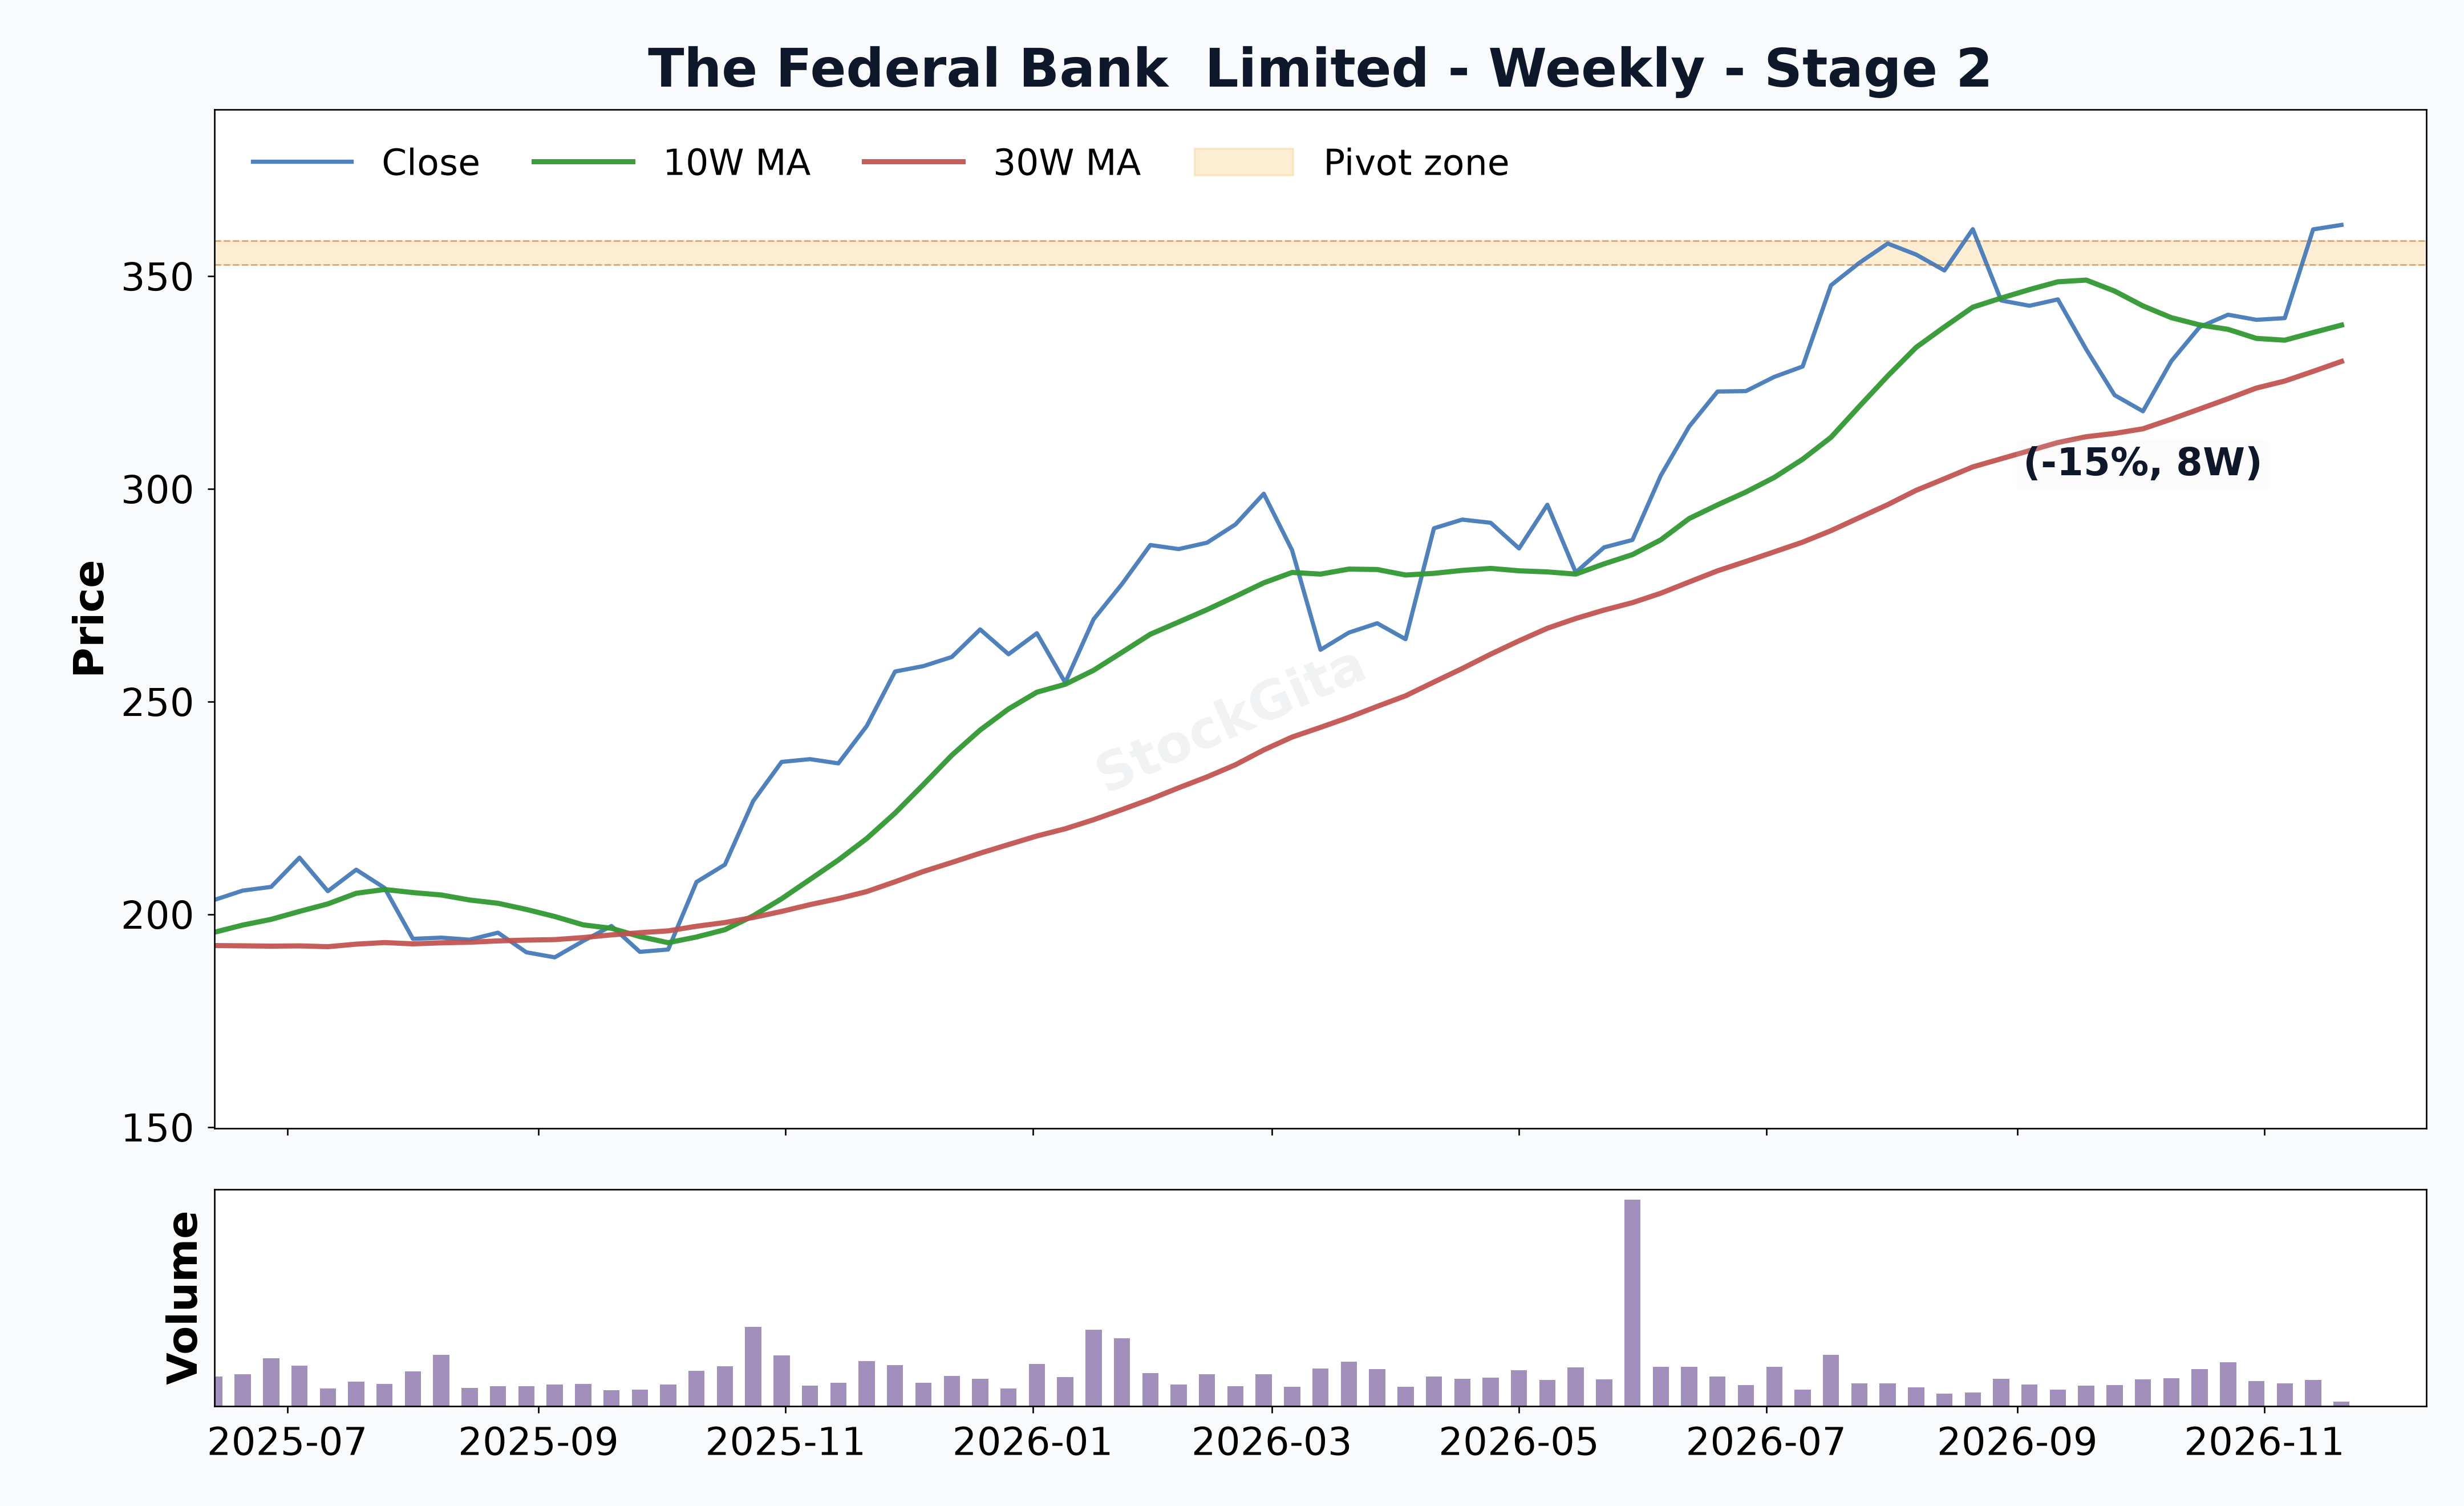 The Federal Bank  Limited - Weekly - Stage 2
Close
10W MA
30W MA
Pivot zone
Price
350
300
250
200
150
(-15%, 8W)
StockGita
Volume
2025-07
2025-09
2025-11
2026-01
2026-03
2026-05
2026-07
2026-09
2026-11